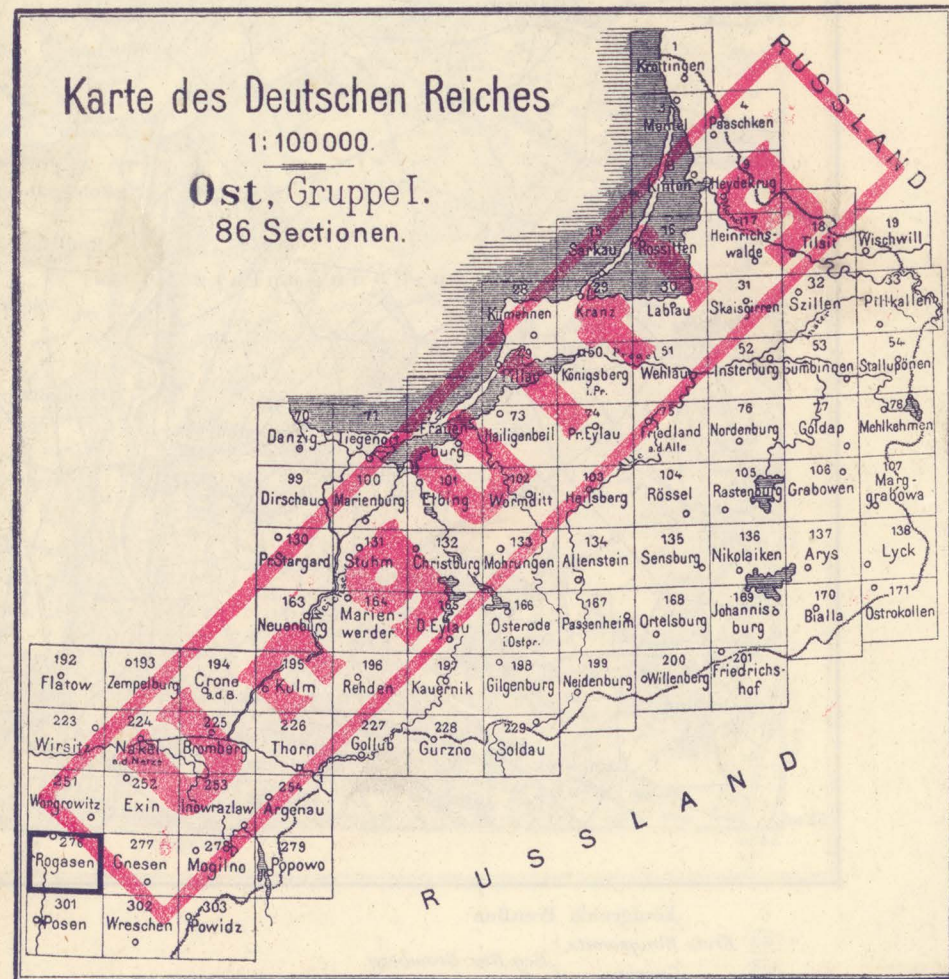 Karte des Deutschen Reiches
1:100000.
Ost, Gruppe I.
86 Sectionen.
RUSSLAND
Ungültig
1
Krottingen
3
Memel
4
Paaschken
8
Kinten
9
Heydekrug
15
Sarkau
16
Rossitten
17
Heinrichs-
walde
18
Tilsit
19
Wischwill
28
Kumehnen
29
Kranz
30
Labiau
31
Skaisgirren
32
Szillen
33
Pillkallen
Pillau
50
Königsberg
i.Pr.
Pregel
51
Wehlau
52
Insterburg
53
Gumbingen
54
Stallupönen
70
Danzig
71
Tiegenort
72
Frauen-
burg
73
Heiligenbeil
74
Pr.Eylau
75
Friedland
a.d.Alle
76
Nordenburg
77
Goldap
78
Mehlkehmen
99
Dirschau
100
Marienburg
101
Elbing
102
Wormditt
103
Heilsberg
104
Rössel
105
Rastenburg
106
Grabowen
107
Marg-
grabowa
130
Pr.Stargard
131
Stuhm
132
Christburg
133
Mohrungen
134
Allenstein
135
Sensburg
136
Nikolaiken
137
Arys
138
Lyck
163
Neuenburg
Weichsel
164
Marien-
werder
165
D.Eylau
166
Osterode
i.Ostpr.
167
Passenheim
168
Ortelsburg
169
Johannis-
burg
170
Bialla
171
Ostrokollen
192
Flatow
193
Zempelburg
194
Crone
a.d.B.
195
Kulm
196
Rehden
197
Kauernik
198
Gilgenburg
199
Neidenburg
200
Willenberg
201
Friedrichs-
hof
223
Wirsitz
224
Nakel
a.d.Netze
225
Bromberg
226
Thorn
227
Gollub
228
Gurzno
229
Soldau
251
Wongrowitz
252
Exin
253
Inowrazlaw
254
Argenau
276
Rogasen
277
Gnesen
278
Mogilno
279
Popowo
301
Posen
302
Wreschen
303
Powidz
RUSSLAND